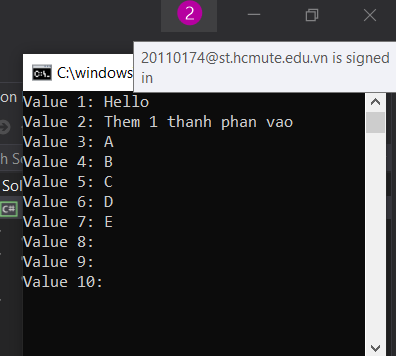 2
20110174@st.hcmute.edu.vn is signed
in
C:\windows
Value 1: Hello
Value 2: Them 1 thanh phan vao
Value 3: A
Value 4: B
Value 5: C
Value 6: D
Value 7: E
Value 8:
Value 9:
Value 10:
on
Sol
C#